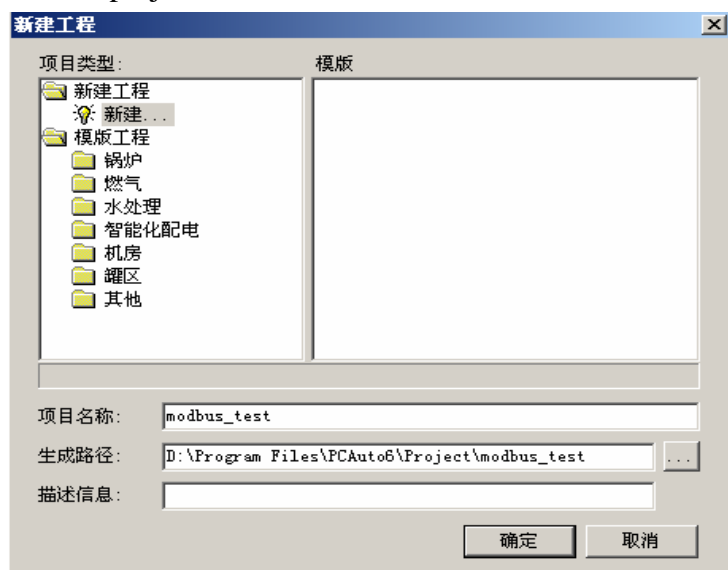 新建工程
项目类型:
模版
新建工程
新建...
模版工程
锅炉
燃气
水处理
智能化配电
机房
罐区
其他
项目名称:
modbus_test
生成路径:
D:\Program Files\PCAuto6\Project\modbus_test
...
描述信息:
确定
取消